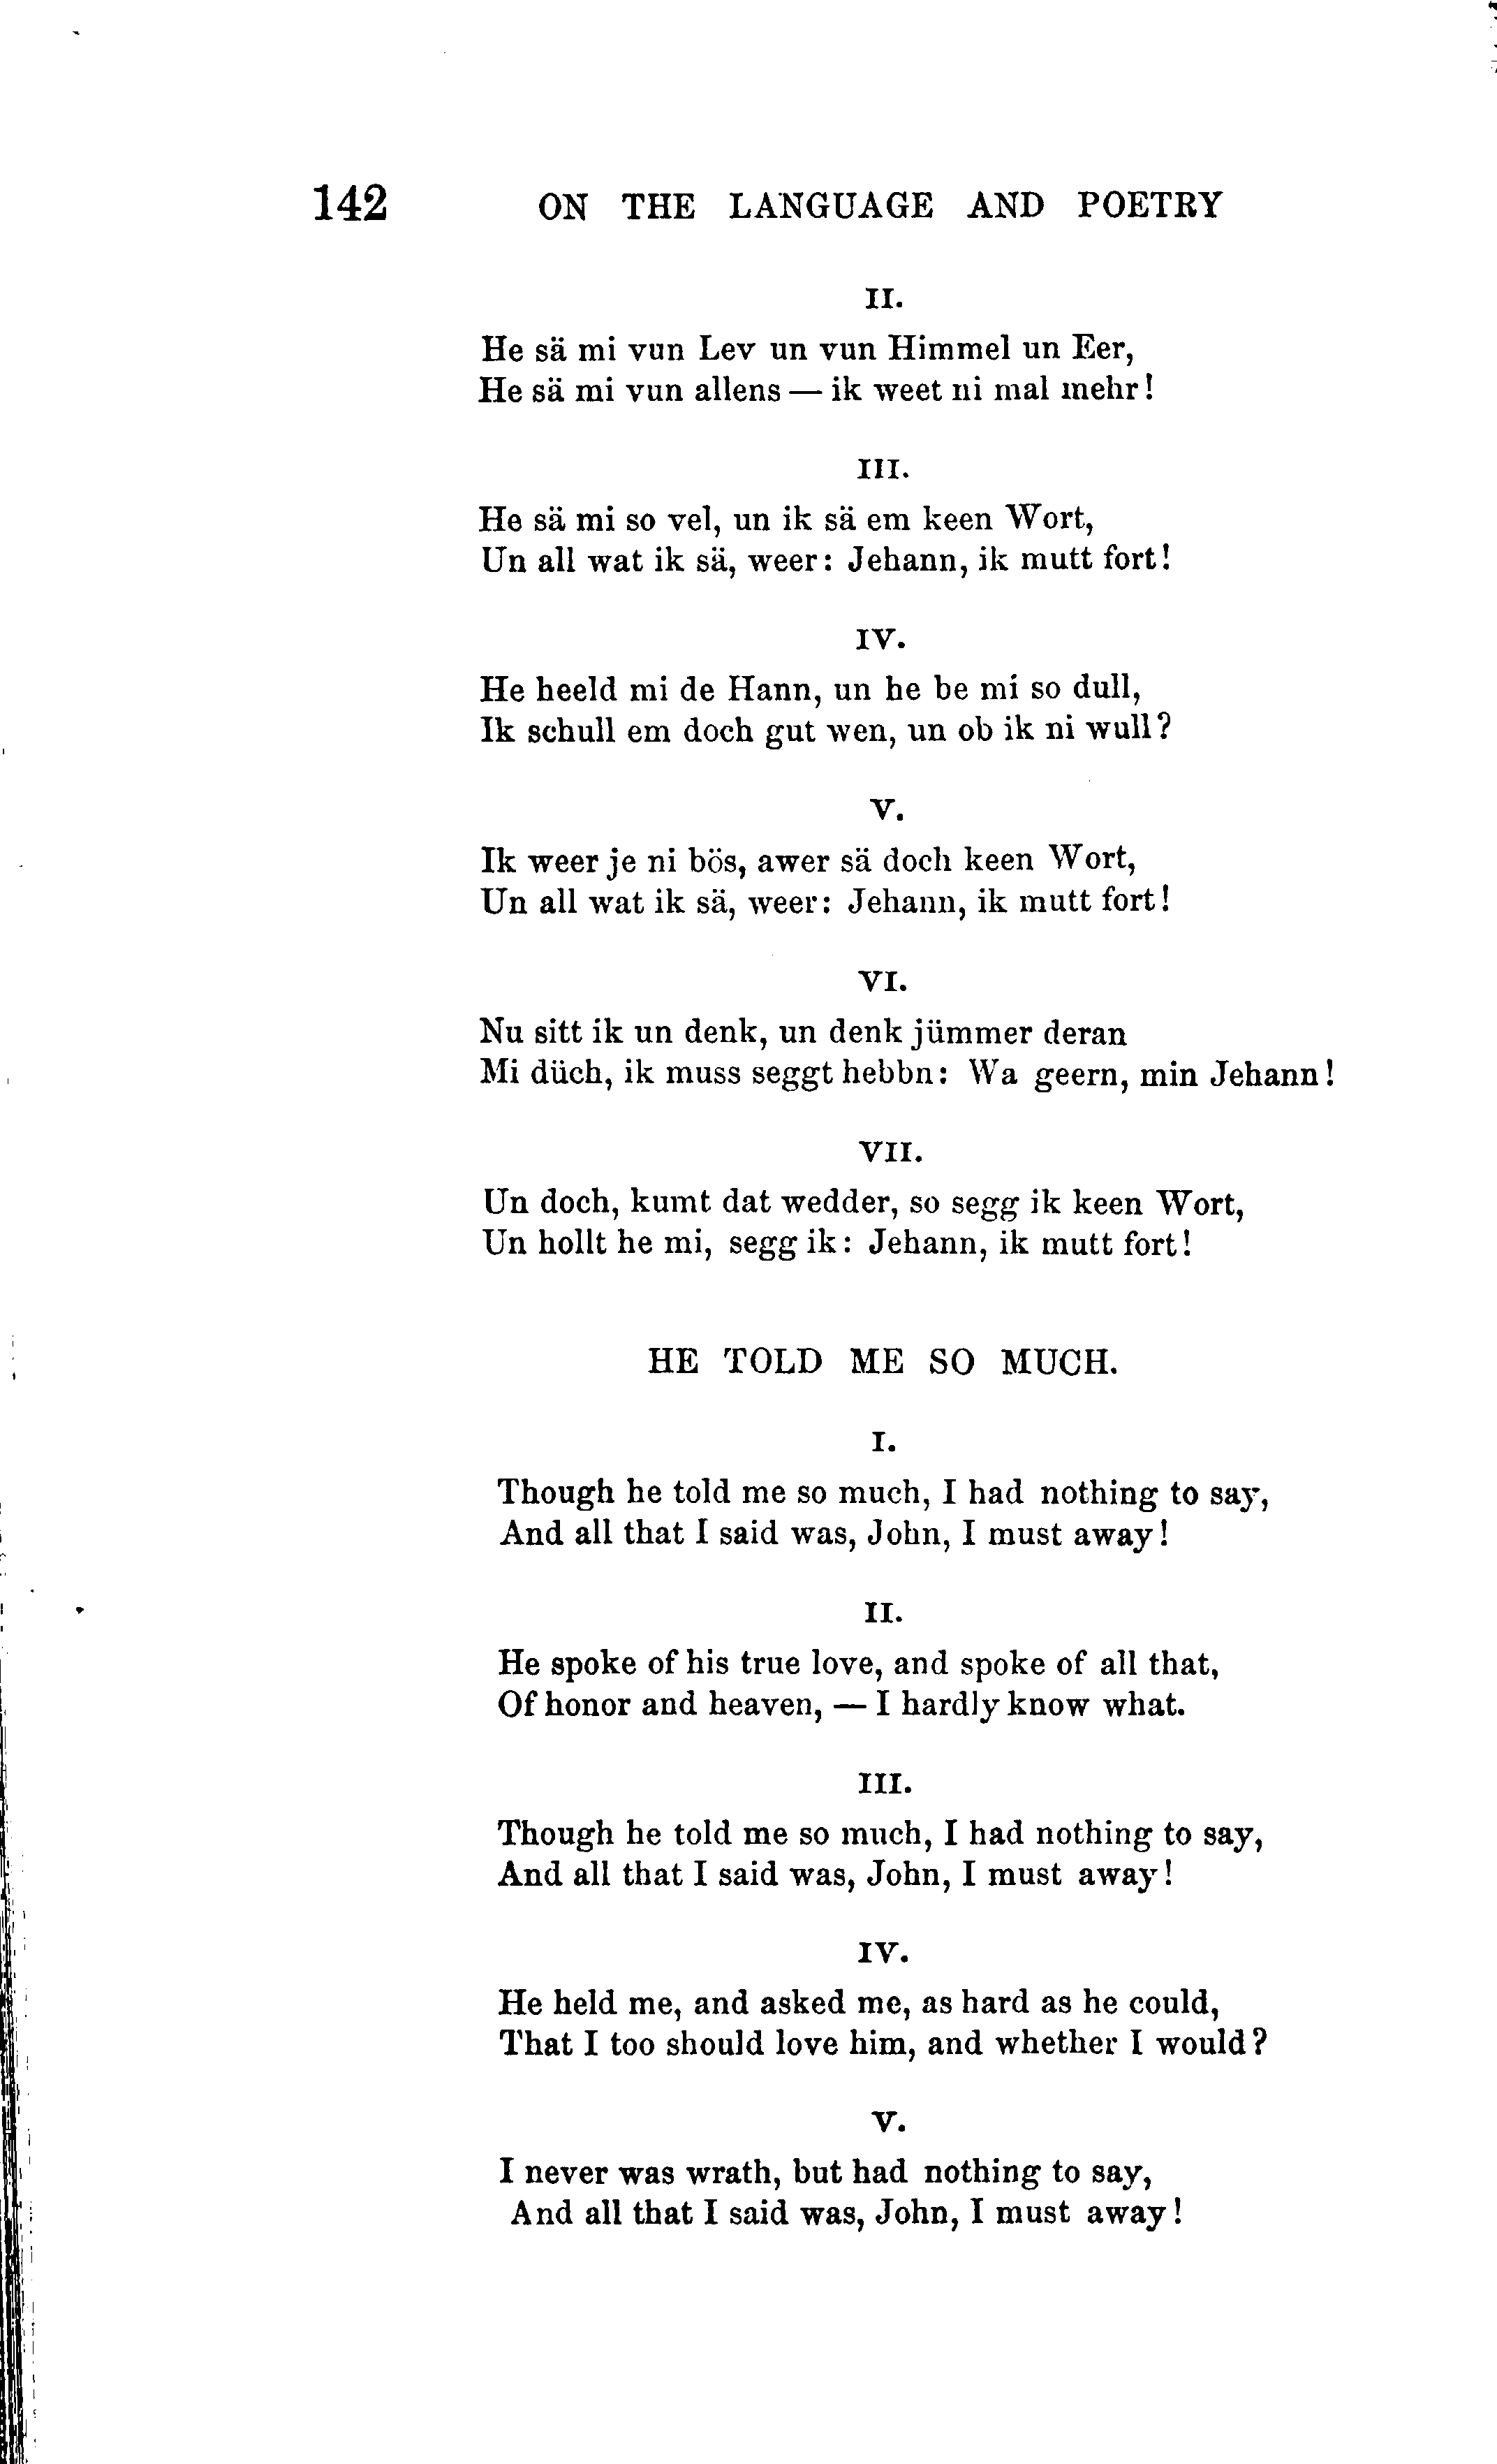 142 ON THE LANGUAGE AND POETRY
II.
He sä mi vun Lev un vun Himmel un Eer,
He sä mi vun allens — ik weet ni mal mehr!
III.
He sä mi so vel, un ik sä em keen Wort,
Un all wat ik sä, weer: Jehann, ik mutt fort!
IV.
He heeld mi de Hann, un he be mi so dull,
Ik schull em doch gut wen, un ob ik ni wull?
V.
Ik weer je ni bös, awer sä doch keen Wort,
Un all wat ik sä, weer: Jehann, ik mutt fort!
VI.
Nu sitt ik un denk, un denk jümmer deran
Mi düch, ik muss seggt hebbn: Wa geern, min Jehann!
VII.
Un doch, kumt dat wedder, so segg ik keen Wort,
Un hollt he mi, segg ik: Jehann, ik mutt fort!
HE TOLD ME SO MUCH.
I.
Though he told me so much, I had nothing to say,
And all that I said was, John, I must away!
II.
He spoke of his true love, and spoke of all that,
Of honor and heaven, — I hardly know what.
III.
Though he told me so much, I had nothing to say,
And all that I said was, John, I must away!
IV.
He held me, and asked me, as hard as he could,
That I too should love him, and whether I would?
V.
I never was wrath, but had nothing to say,
And all that I said was, John, I must away!